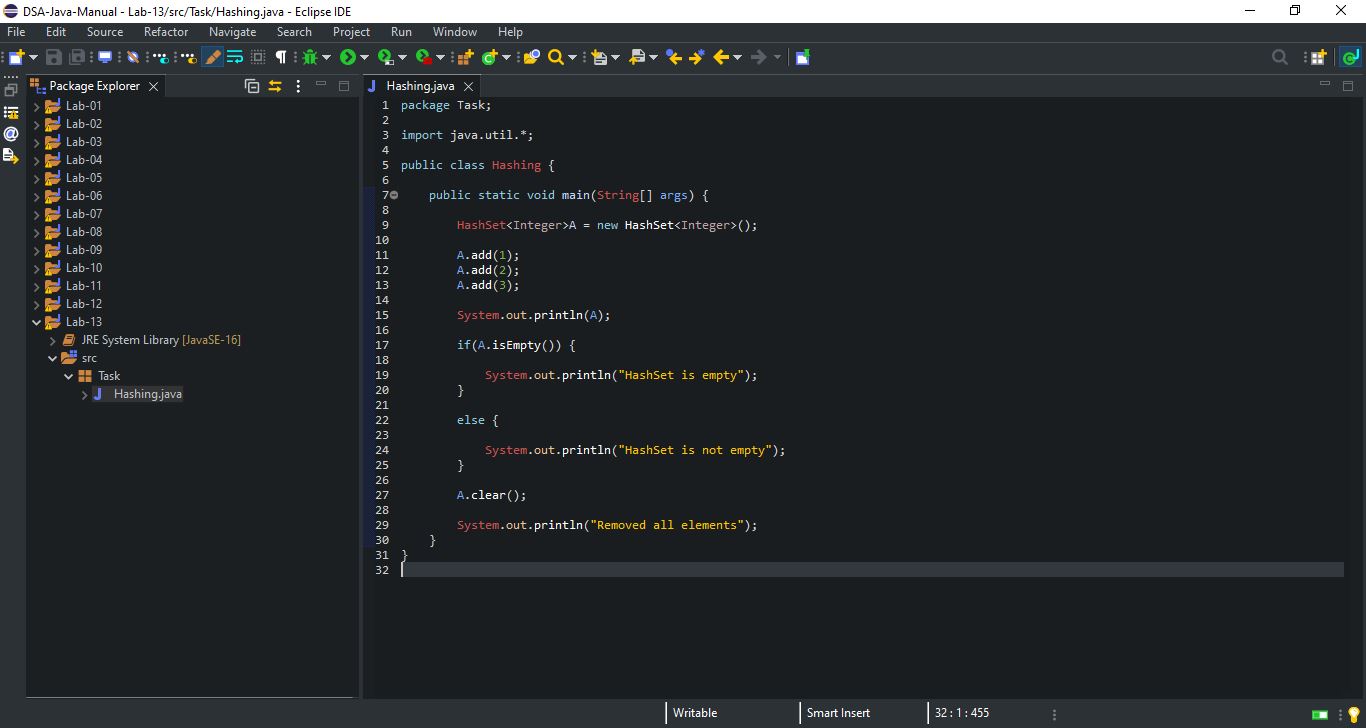 DSA-Java-Manual - Lab-13/src/Task/Hashing.java - Eclipse IDE
File Edit Source Refactor Navigate Search Project Run Window Help
Package Explorer
Lab-01
Lab-02
Lab-03
Lab-04
Lab-05
Lab-06
Lab-07
Lab-08
Lab-09
Lab-10
Lab-11
Lab-12
Lab-13
JRE System Library [JavaSE-16]
src
Task
Hashing.java
Hashing.java
1 package Task;
2
3 import java.util.*;
4
5 public class Hashing {
6
7 public static void main(String[] args) {
8
9 HashSet<Integer>A = new HashSet<Integer>();
10
11 A.add(1);
12 A.add(2);
13 A.add(3);
14
15 System.out.println(A);
16
17 if(A.isEmpty()) {
18
19 System.out.println("HashSet is empty");
20 }
21
22 else {
23
24 System.out.println("HashSet is not empty");
25 }
26
27 A.clear();
28
29 System.out.println("Removed all elements");
30 }
31 }
32
Writable Smart Insert 32 : 1 : 455